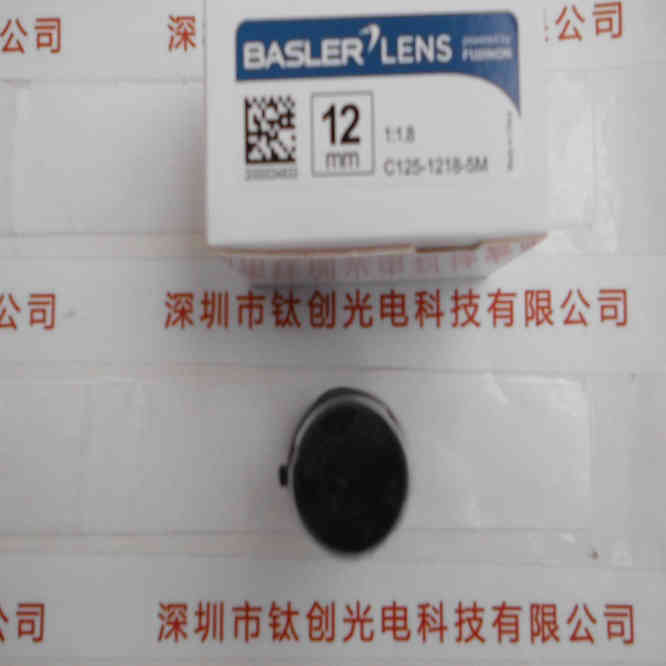 公司 深 公司
BASLER LENS powered by FUJINON
12 mm
1:1.8
C125-1218-5M
公司 深圳市钛创光电科技有限公司
公司 深圳市钛创光电科技有限公司